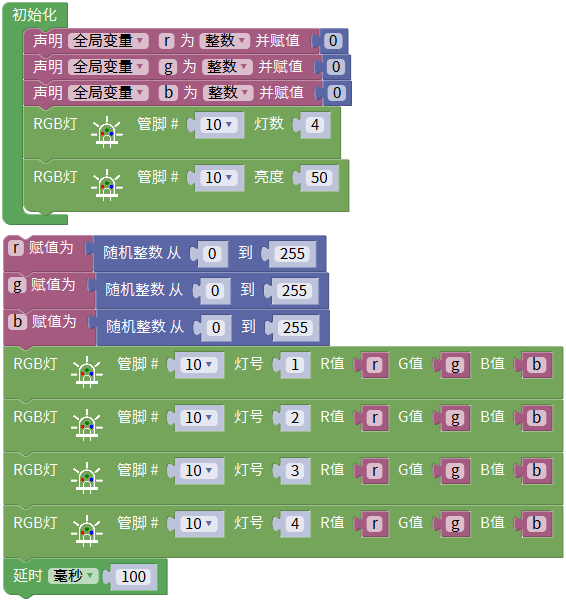 初始化
声明 全局变量 r 为 整数 并赋值 0
声明 全局变量 g 为 整数 并赋值 0
声明 全局变量 b 为 整数 并赋值 0
RGB灯 管脚 # 10 灯数 4
RGB灯 管脚 # 10 亮度 50
r 赋值为 随机整数 从 0 到 255
g 赋值为 随机整数 从 0 到 255
b 赋值为 随机整数 从 0 到 255
RGB灯 管脚 # 10 灯号 1 R值 r G值 g B值 b
RGB灯 管脚 # 10 灯号 2 R值 r G值 g B值 b
RGB灯 管脚 # 10 灯号 3 R值 r G值 g B值 b
RGB灯 管脚 # 10 灯号 4 R值 r G值 g B值 b
延时 毫秒 100